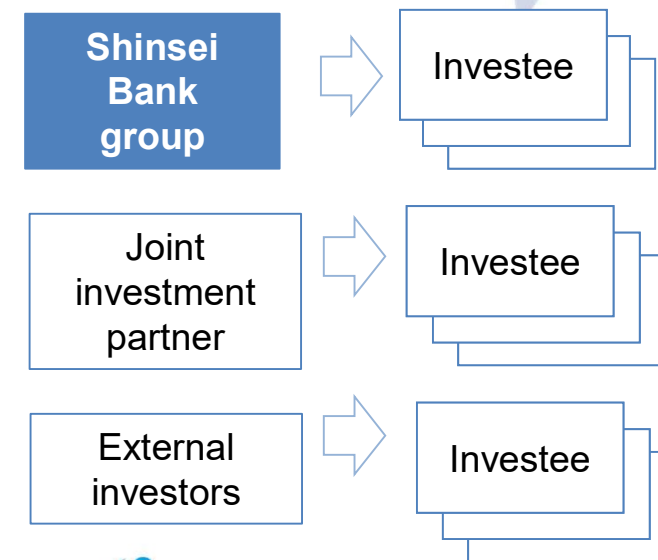 Shinsei
Bank
group
Investee
Joint
investment
partner
Investee
External
investors
Investee